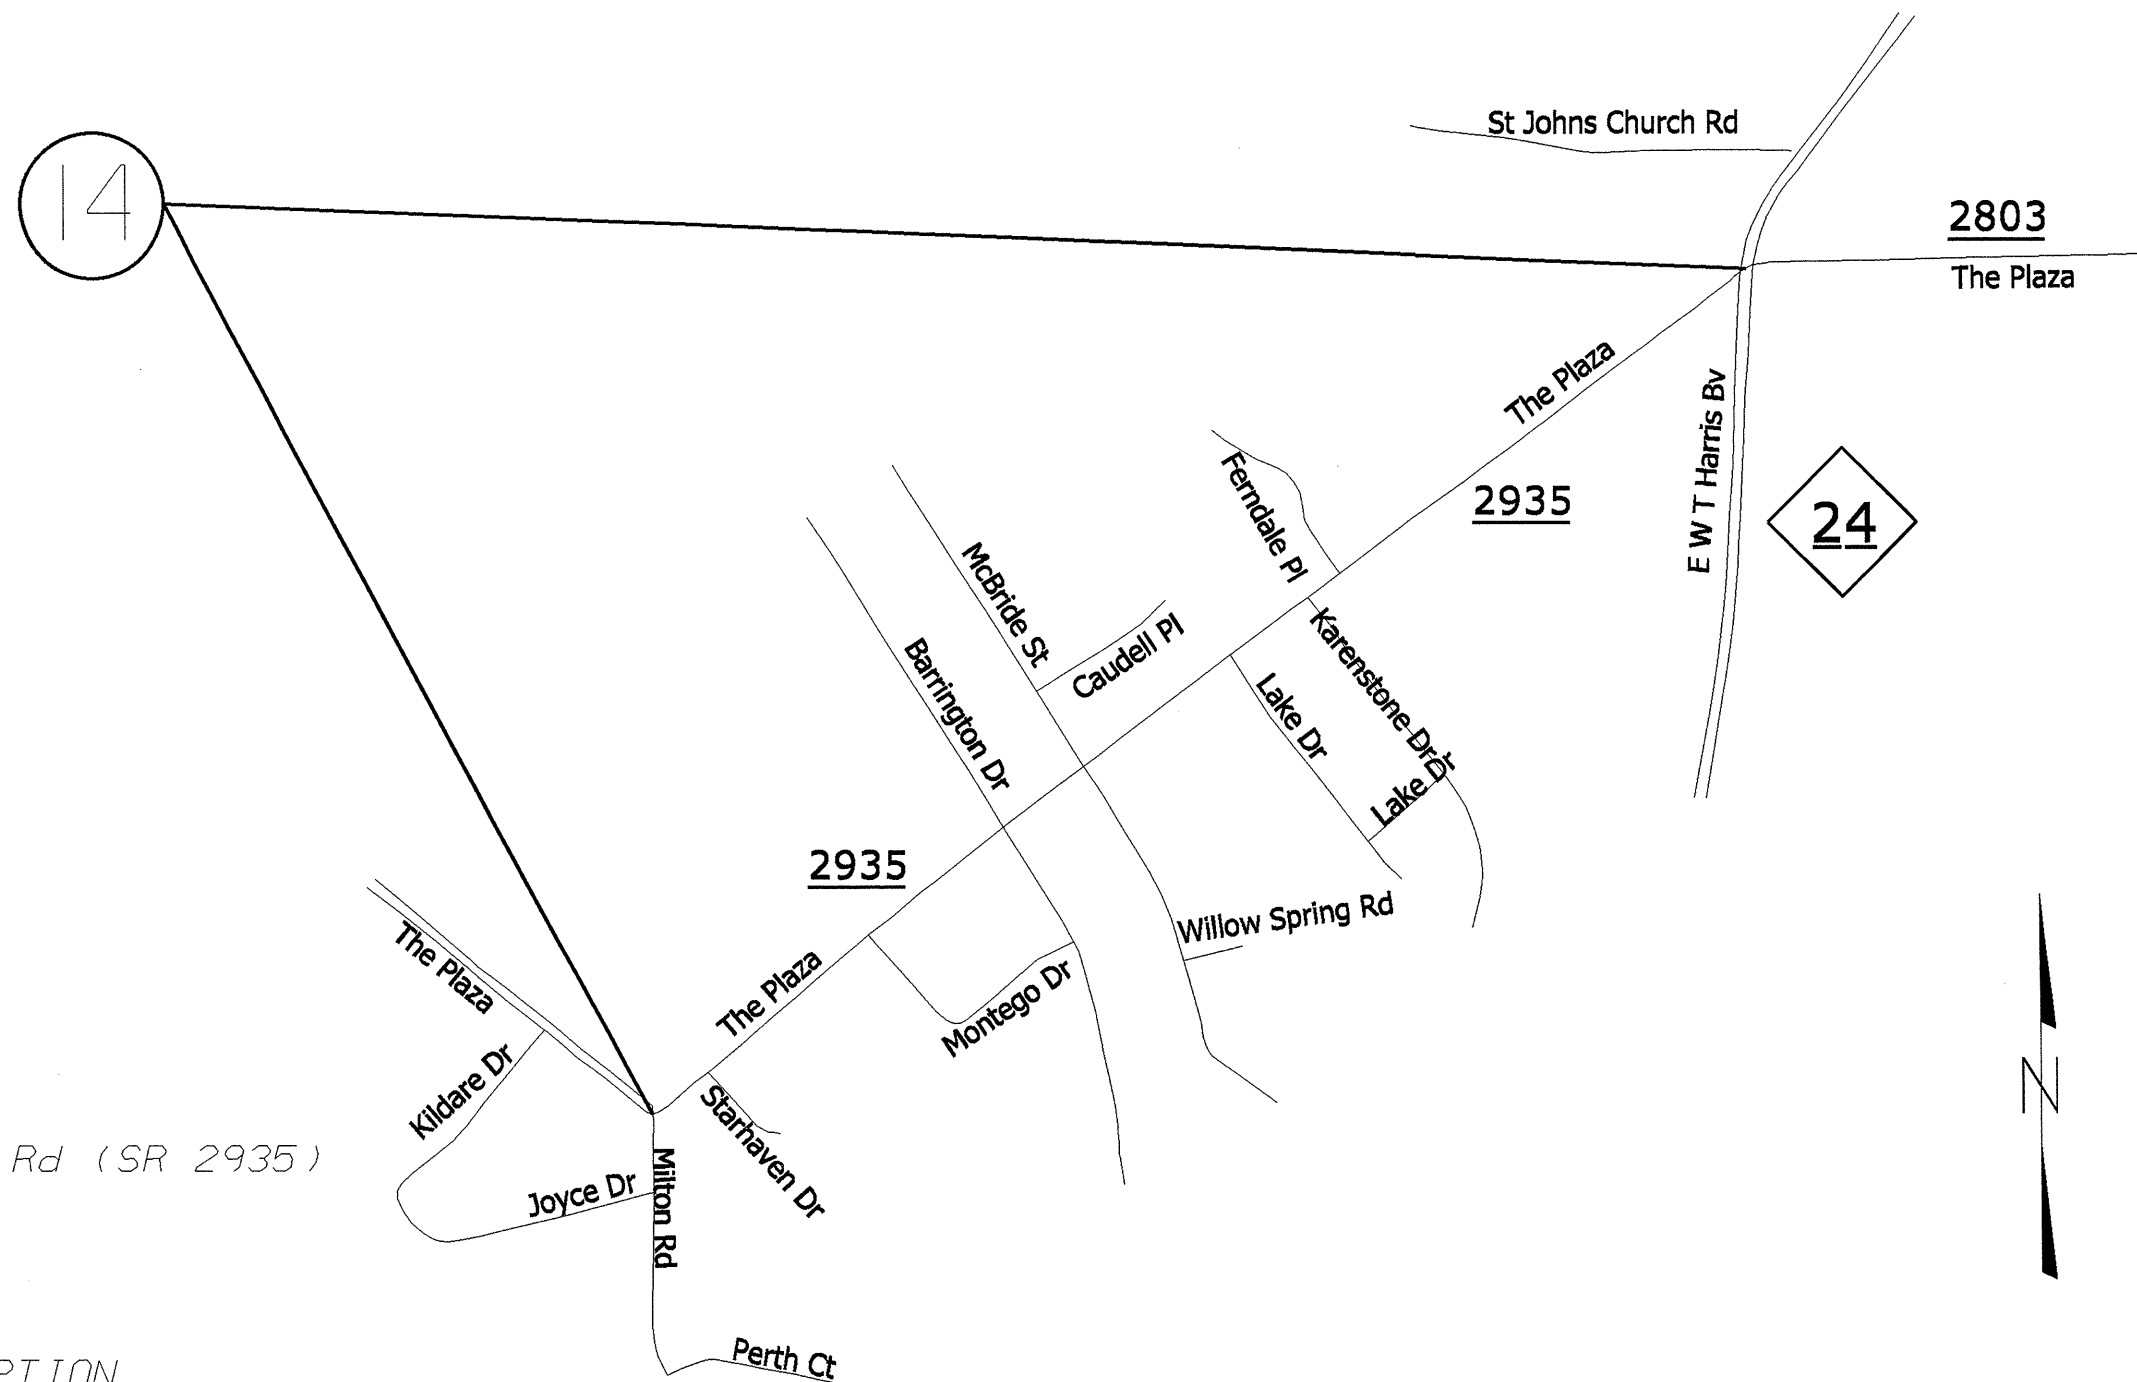 St Johns Church Rd
14
2803
The Plaza
The Plaza
E W T Harris Bv
Ferndale Pl
2935
24
McBride St
Caudell Pl
Karenstone Dr
Barrington Dr
Lake Dr
Lake Dr
2935
Willow Spring Rd
The Plaza
The Plaza
Montego Dr
Kildare Dr
Starhaven Dr
N
Rd (SR 2935)
Joyce Dr
Milton Rd
Perth Ct
PTION